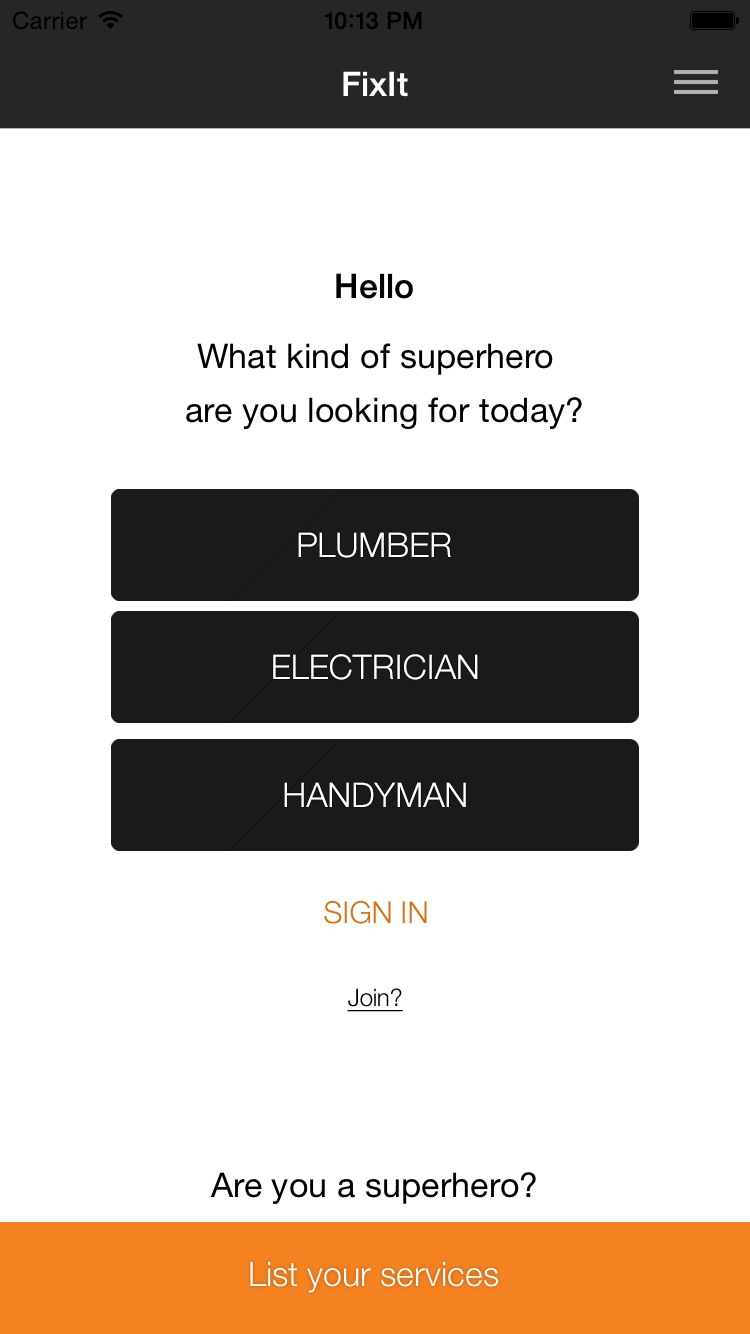 Carrier 10:13 PM
FixIt
Hello
What kind of superhero
are you looking for today?
PLUMBER
ELECTRICIAN
HANDYMAN
SIGN IN
Join?
Are you a superhero?
List your services